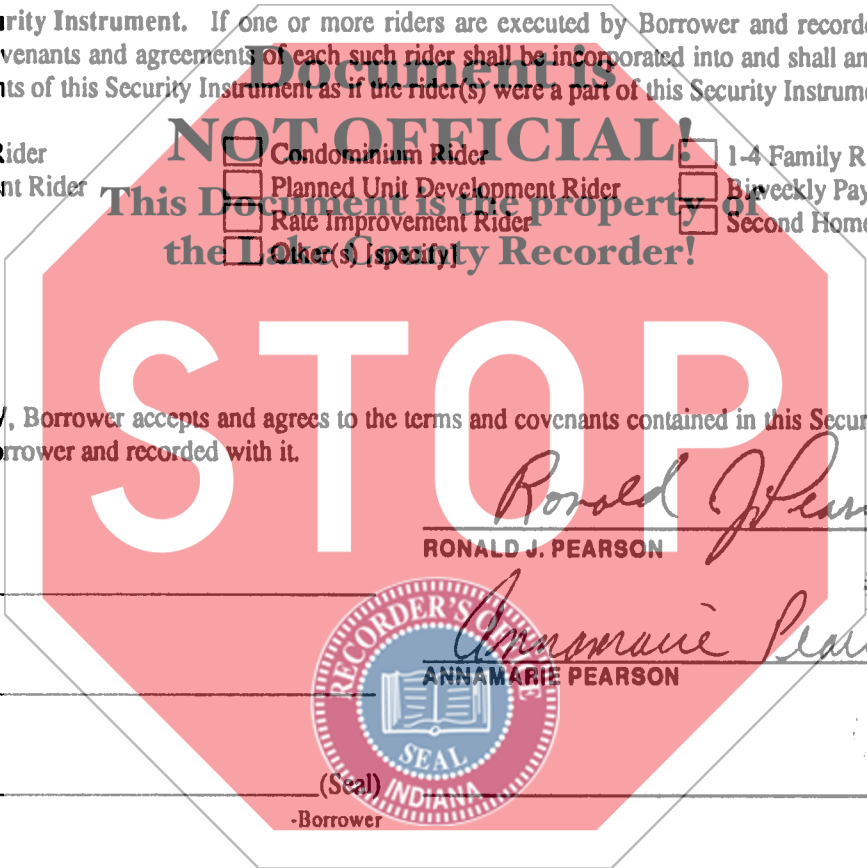 rity Instrument. If one or more riders are executed by Borrower and recorde
venants and agreements of each such rider shall be incorporated into and shall an
nts of this Security Instrument as if the rider(s) were a part of this Security Instrume
Document is
NOT OFFICIAL!
This Document is the property of
the Lake County Recorder!
Rider
Condominium Rider
1-4 Family R
nt Rider
Planned Unit Development Rider
Biweekly Pay
Rate Improvement Rider
Second Home
Other(s) [specify]
STOP
, Borrower accepts and agrees to the terms and covenants contained in this Secur
rrower and recorded with it.
Ronald J Pears
RONALD J. PEARSON
Annamarie Pears
ANNAMARIE PEARSON
RECORDER'S OFFICE
SEAL
INDIANA
(Seal)
-Borrower